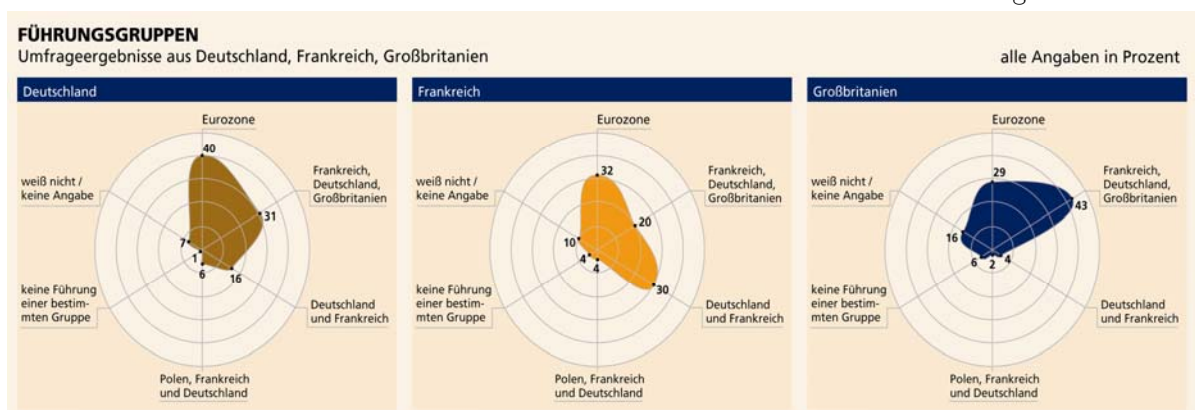 FÜHRUNGSGRUPPEN
Umfrageergebnisse aus Deutschland, Frankreich, Großbritanien
alle Angaben in Prozent
Deutschland
Eurozone
40
Frankreich,
Deutschland,
Großbritanien
31
weiß nicht /
keine Angabe
7
1
6
16
keine Führung
einer bestim-
mten Gruppe
Deutschland
und Frankreich
Polen, Frankreich
und Deutschland
Frankreich
Eurozone
32
Frankreich,
Deutschland,
Großbritanien
20
weiß nicht /
keine Angabe
10
4
4
30
keine Führung
einer bestim-
mten Gruppe
Deutschland
und Frankreich
Polen, Frankreich
und Deutschland
Großbritanien
Eurozone
29
Frankreich,
Deutschland,
Großbritanien
43
weiß nicht /
keine Angabe
16
6
2
4
keine Führung
einer bestim-
mten Gruppe
Deutschland
und Frankreich
Polen, Frankreich
und Deutschland